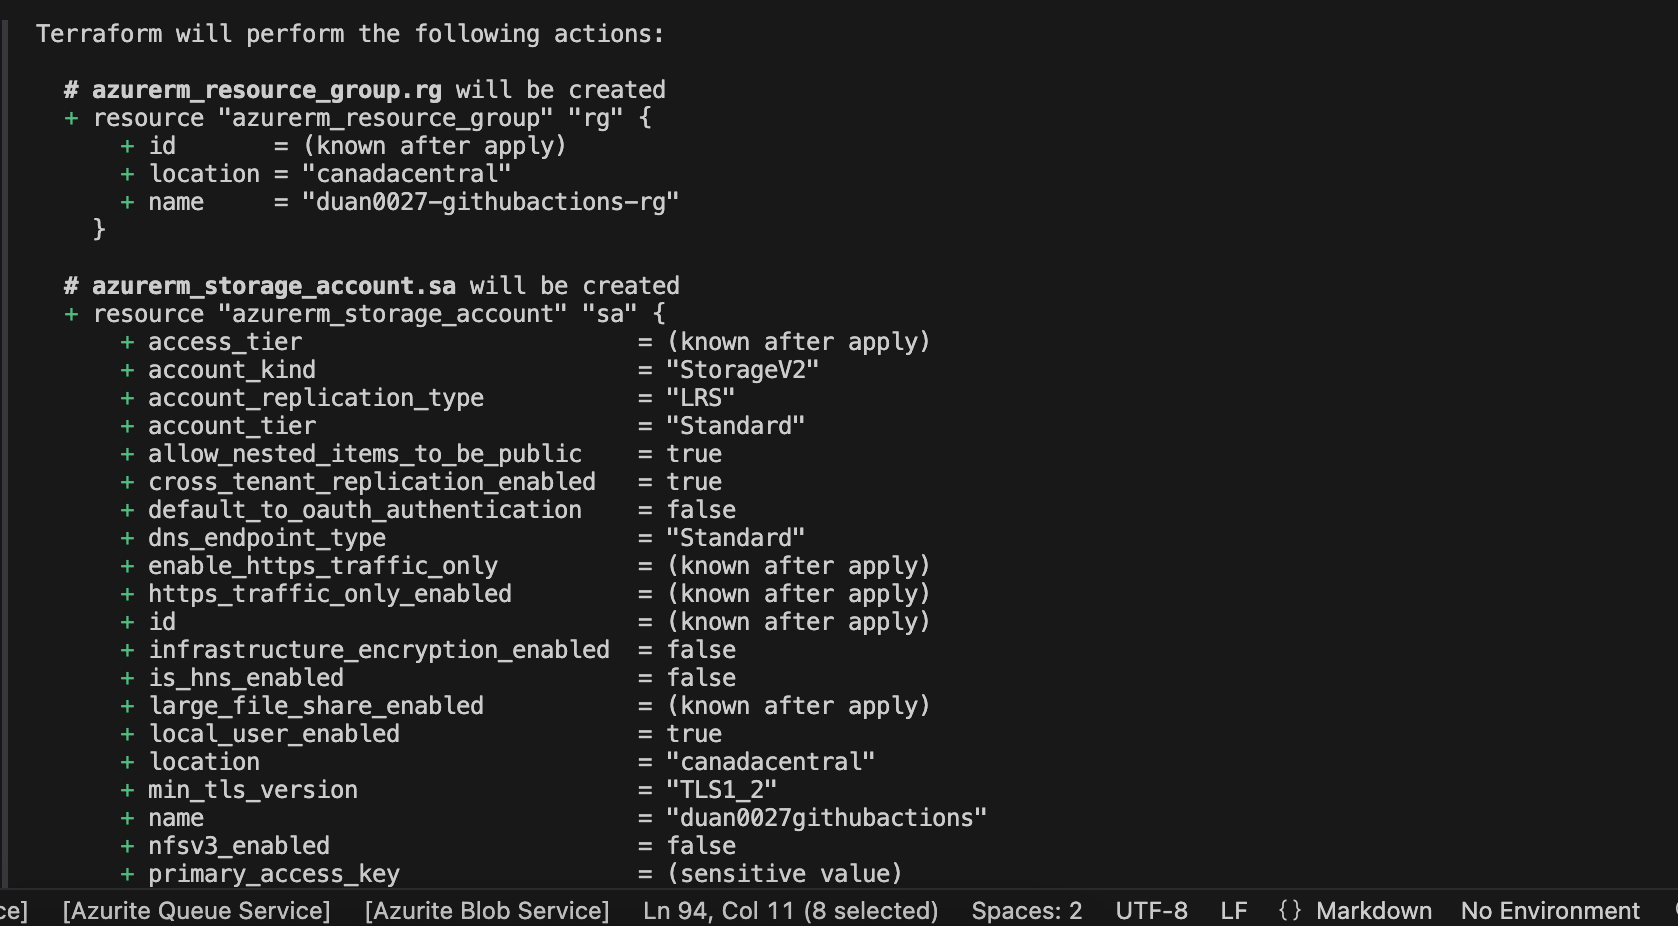 Terraform will perform the following actions:
# azurerm_resource_group.rg will be created
+ resource "azurerm_resource_group" "rg" {
+ id       = (known after apply)
+ location = "canadacentral"
+ name     = "duan0027-githubactions-rg"
}
# azurerm_storage_account.sa will be created
+ resource "azurerm_storage_account" "sa" {
+ access_tier                        = (known after apply)
+ account_kind                       = "StorageV2"
+ account_replication_type           = "LRS"
+ account_tier                       = "Standard"
+ allow_nested_items_to_be_public    = true
+ cross_tenant_replication_enabled   = true
+ default_to_oauth_authentication    = false
+ dns_endpoint_type                  = "Standard"
+ enable_https_traffic_only          = (known after apply)
+ https_traffic_only_enabled         = (known after apply)
+ id                                 = (known after apply)
+ infrastructure_encryption_enabled  = false
+ is_hns_enabled                     = false
+ large_file_share_enabled           = (known after apply)
+ local_user_enabled                 = true
+ location                           = "canadacentral"
+ min_tls_version                    = "TLS1_2"
+ name                               = "duan0027githubactions"
+ nfsv3_enabled                      = false
+ primary_access_key                 = (sensitive value)
ce] [Azurite Queue Service] [Azurite Blob Service] Ln 94, Col 11 (8 selected) Spaces: 2 UTF-8 LF {} Markdown No Environment